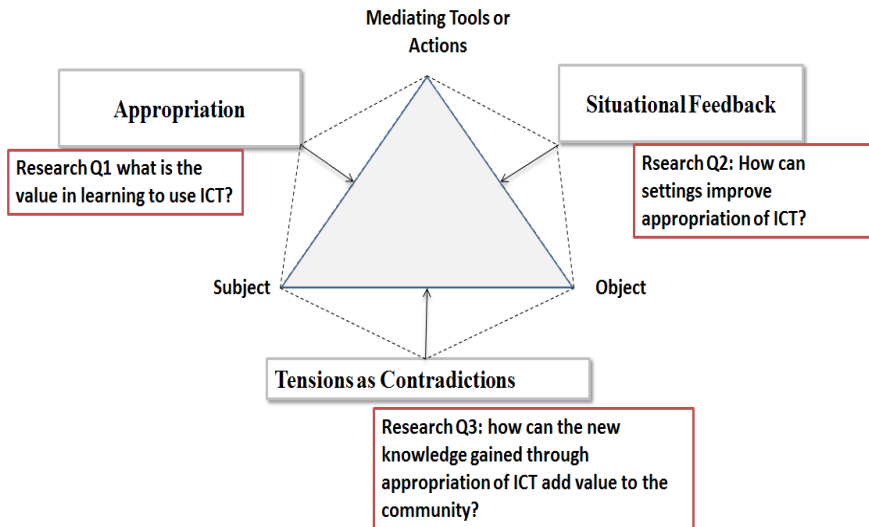 Mediating Tools or
Actions
Appropriation
Situational Feedback
Research Q1 what is the
value in learning to use ICT?
Rsearch Q2: How can
settings improve
appropriation of ICT?
Subject
Object
Tensions as Contradictions
Research Q3: how can the new
knowledge gained through
appropriation of ICT add value to the
community?